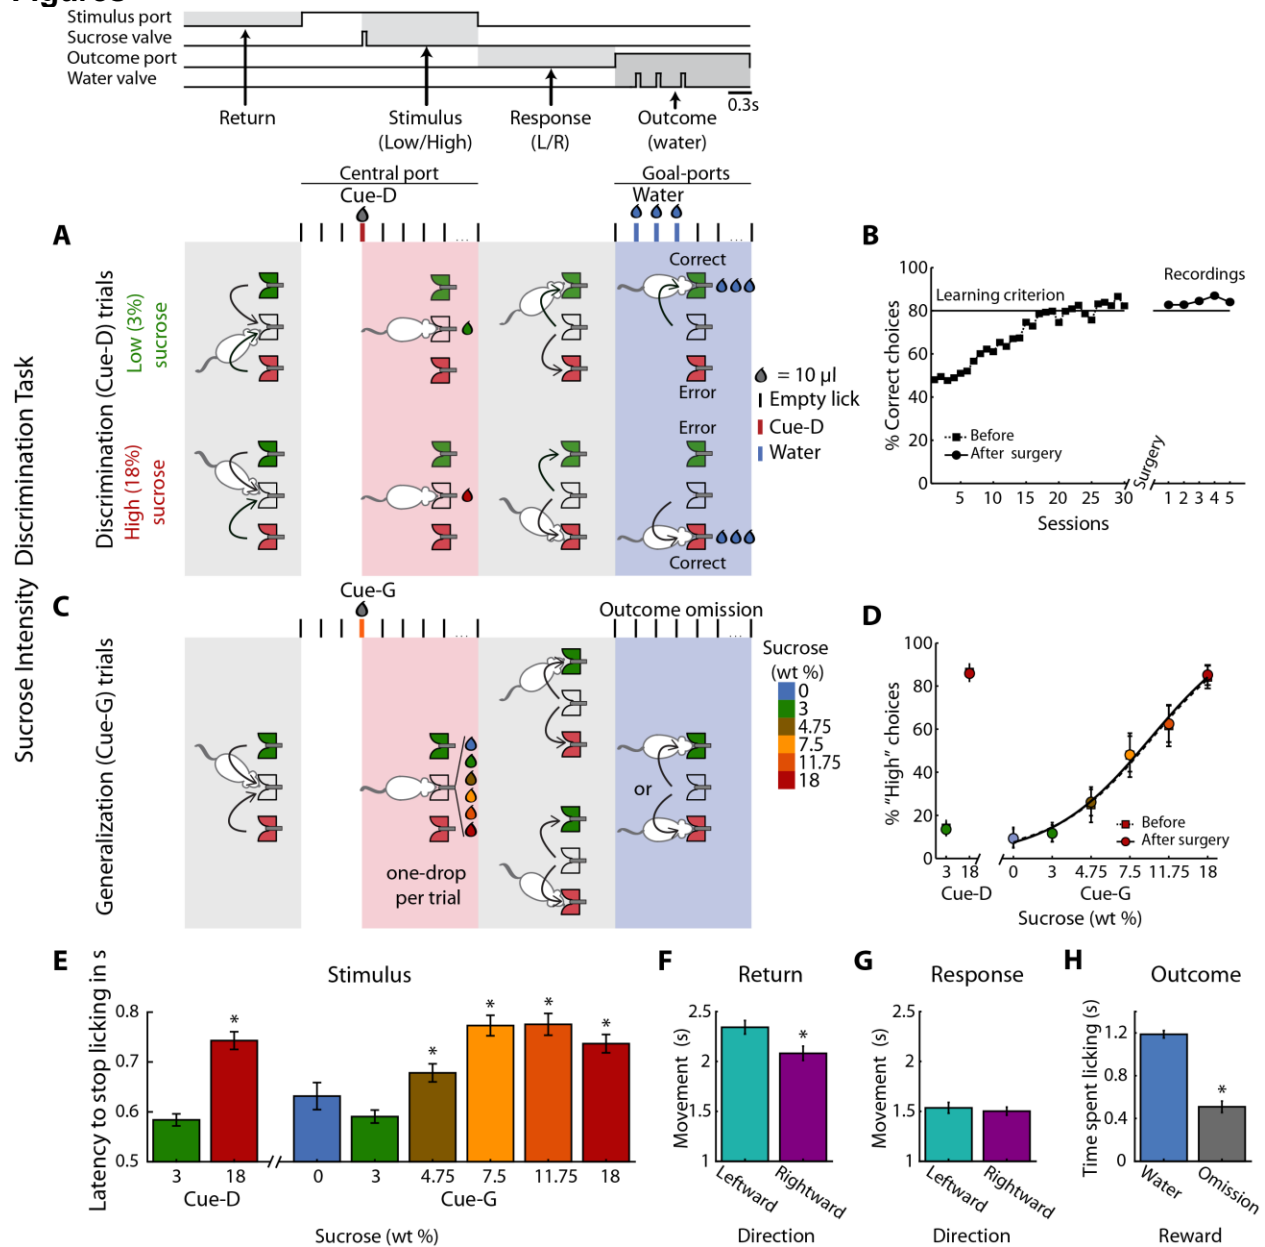 Figures
Stimulus port
Sucrose valve
Outcome port
Water valve
0.3s
Return
Stimulus
(Low/High)
Response
(L/R)
Outcome
(water)
Central port
Goal-ports
Cue-D
Water
...
...
Sucrose Intensity Discrimination Task
A
Discrimination (Cue-D) trials
Low (3%)
sucrose
High (18%)
sucrose
Correct
Error
Error
Correct
= 10 µl
Empty lick
Cue-D
Water
B
% Correct choices
100
80
60
40
20
0
Learning criterion
Recordings
Before
After surgery
Surgery
5 10 15 20 25 30
1 2 3 4 5
Sessions
C
Generalization (Cue-G) trials
Cue-G
...
Outcome omission
...
one-drop
per trial
or
Sucrose
(wt %)
0
3
4.75
7.5
11.75
18
D
% “High” choices
100
80
60
40
20
0
Before
After surgery
3 18 0 3 4.75 7.5 11.75 18
Cue-D Cue-G
Sucrose (wt %)
E
Stimulus
Latency to stop licking in s
0.8
0.7
0.6
0.5
* * * * *
3 18 0 3 4.75 7.5 11.75 18
Cue-D Cue-G
Sucrose (wt %)
F
Return
Movement (s)
2.5
2
1.5
1
*
Leftward Rightward
Direction
G
Response
Movement (s)
2.5
2
1.5
1
Leftward Rightward
Direction
H
Outcome
Time spent licking (s)
1.2
0.8
0.4
0
*
Water Omission
Reward